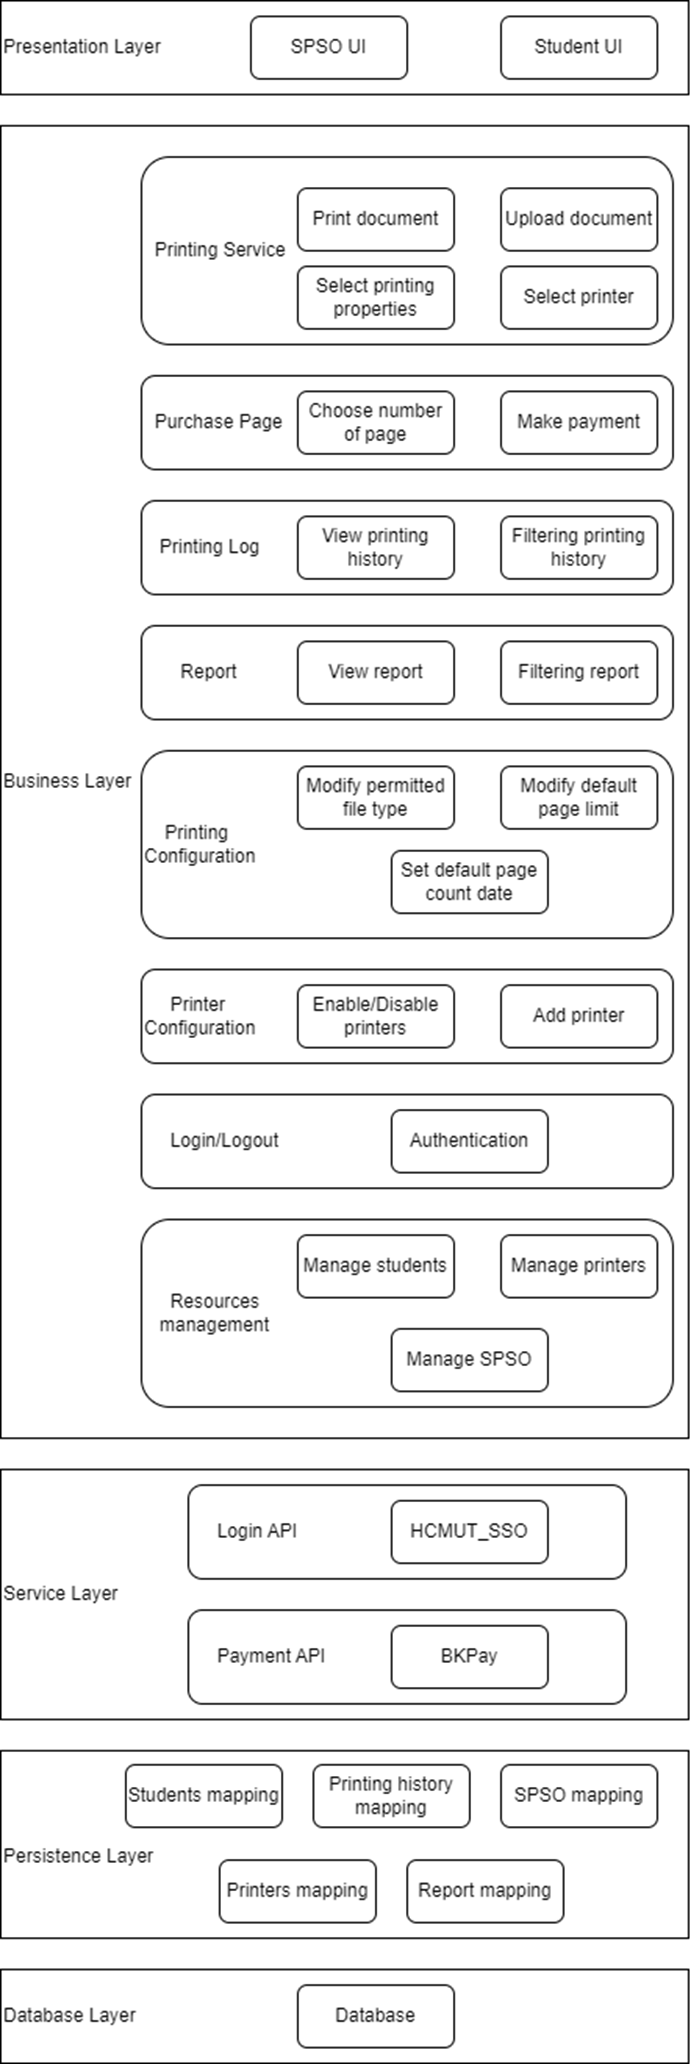 Presentation Layer
SPSO UI
Student UI
Printing Service
Print document
Upload document
Select printing
properties
Select printer
Purchase Page
Choose number
of page
Make payment
Printing Log
View printing
history
Filtering printing
history
Report
View report
Filtering report
Business Layer
Printing
Configuration
Modify permitted
file type
Modify default
page limit
Set default page
count date
Printer
Configuration
Enable/Disable
printers
Add printer
Login/Logout
Authentication
Resources
management
Manage students
Manage printers
Manage SPSO
Service Layer
Login API
HCMUT_SSO
Payment API
BKPay
Persistence Layer
Students mapping
Printing history
mapping
SPSO mapping
Printers mapping
Report mapping
Database Layer
Database